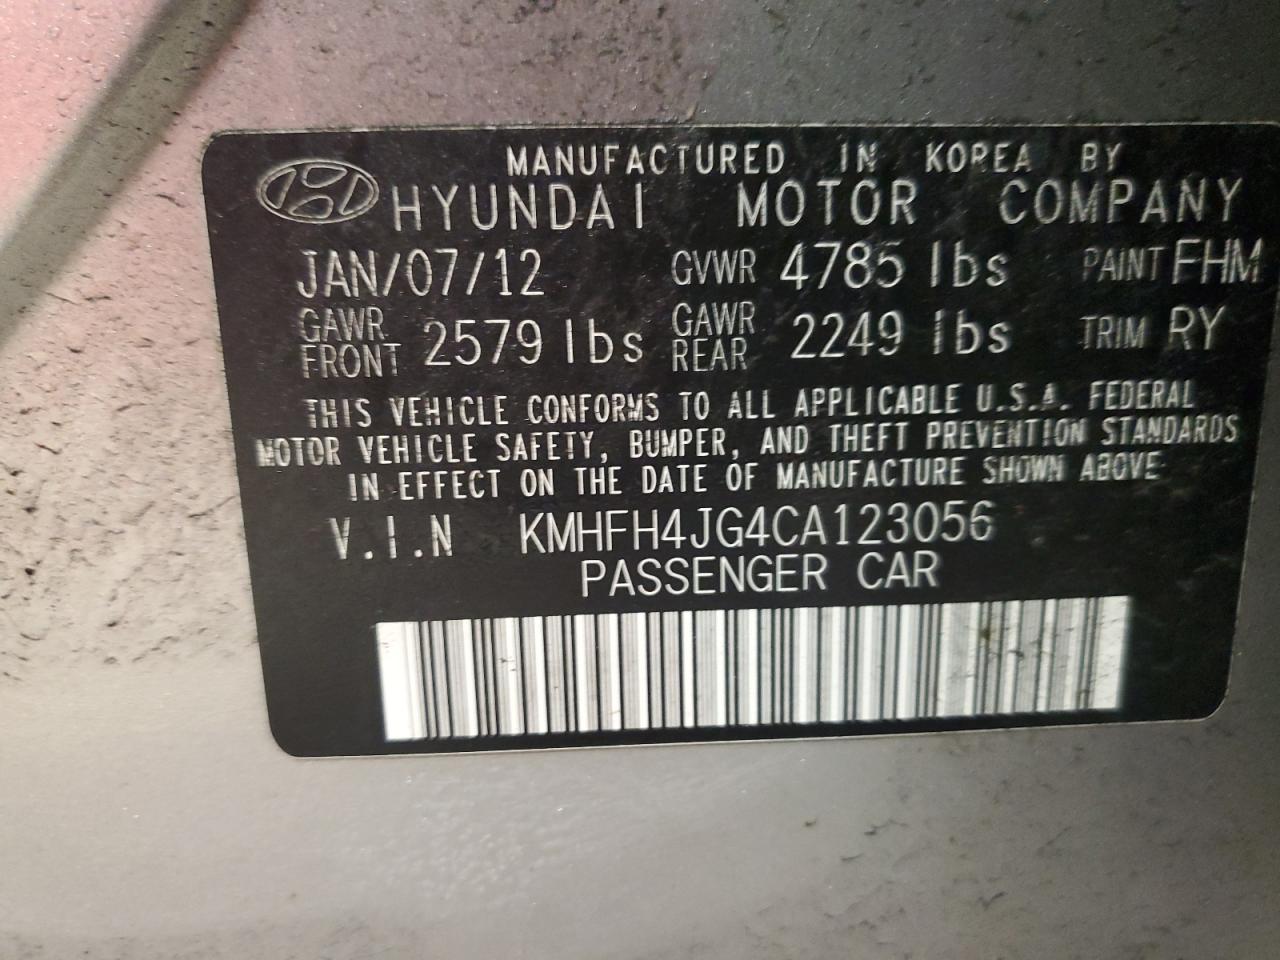 MANUFACTURED IN KOREA BY
HYUNDAI MOTOR COMPANY
JAN/07/12 GVWR 4785 lbs PAINT FHM
GAWR FRONT 2579 lbs GAWR REAR 2249 lbs TRIM RY
THIS VEHICLE CONFORMS TO ALL APPLICABLE U.S.A. FEDERAL
MOTOR VEHICLE SAFETY, BUMPER, AND THEFT PREVENTION STANDARDS
IN EFFECT ON THE DATE OF MANUFACTURE SHOWN ABOVE
V.I.N KMHFH4JG4CA123056
PASSENGER CAR